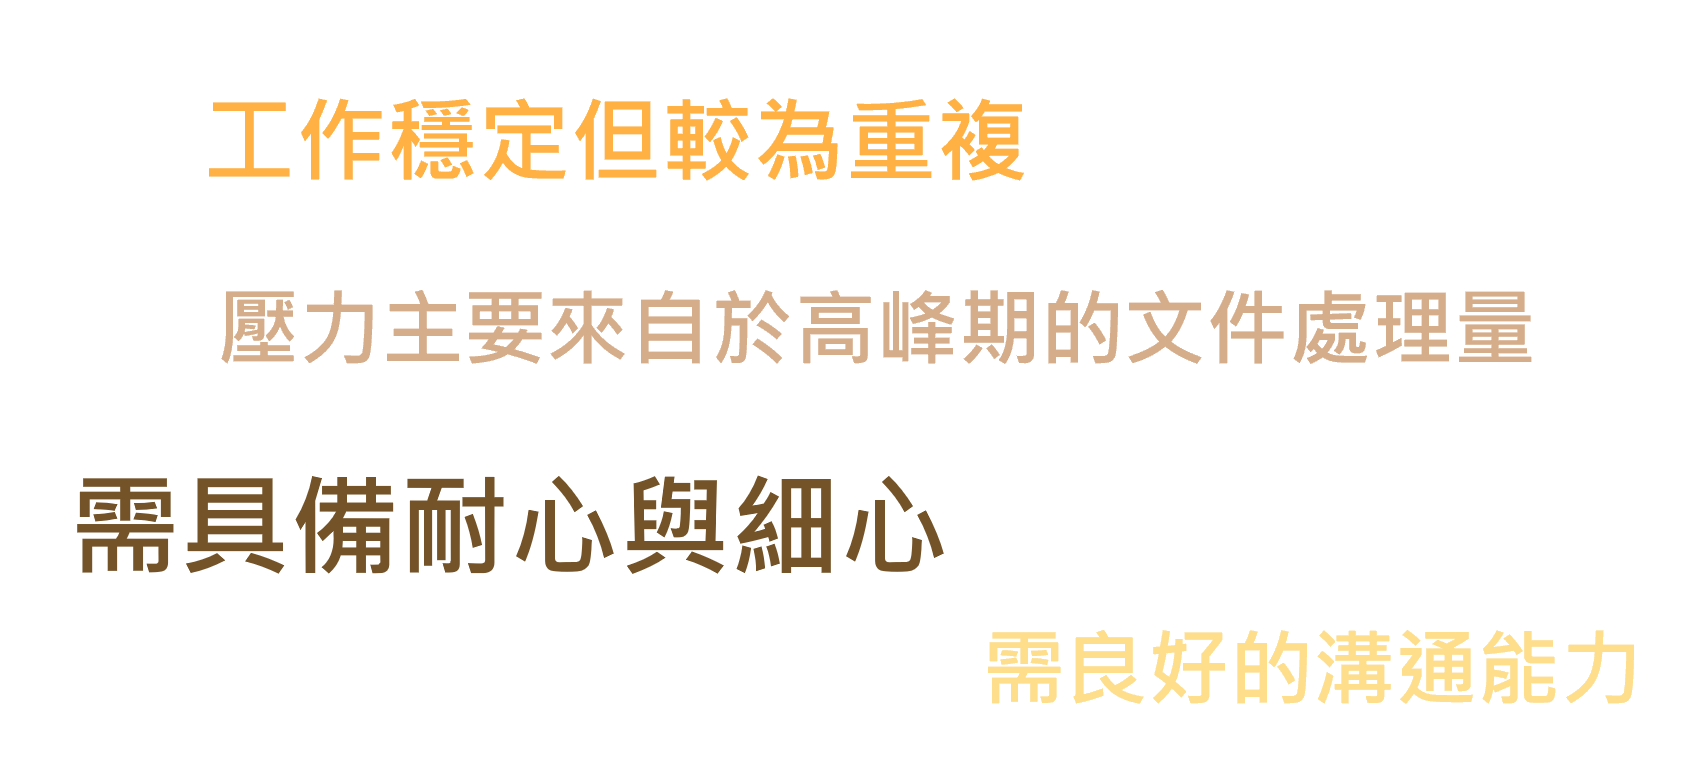 工作穩定但較為重複
壓力主要來自於高峰期的文件處理量
需具備耐心與細心
需良好的溝通能力